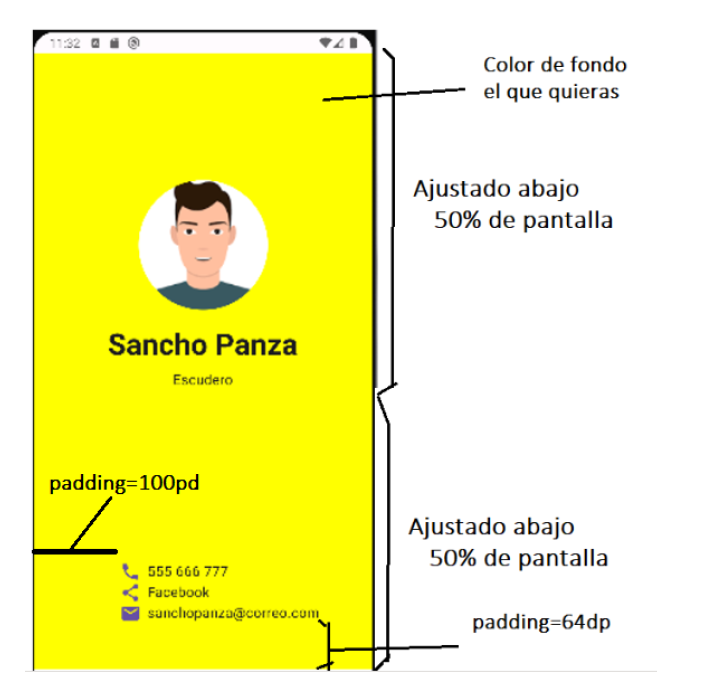 11:32
Color de fondo
el que quieras
Ajustado abajo
50% de pantalla
Sancho Panza
Escudero
padding=100pd
Ajustado abajo
50% de pantalla
555 666 777
Facebook
sanchopanza@correo.com
padding=64dp